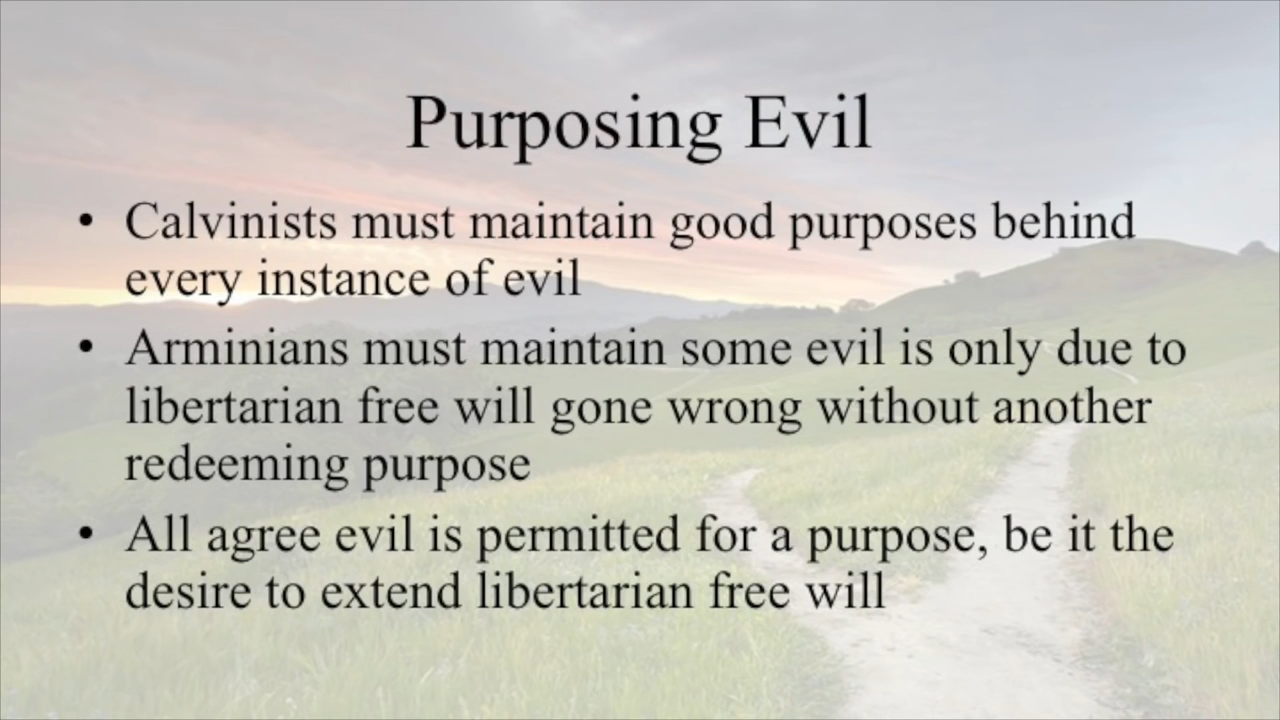 Purposing Evil
• Calvinists must maintain good purposes behind
every instance of evil
• Arminians must maintain some evil is only due to
libertarian free will gone wrong without another
redeeming purpose
• All agree evil is permitted for a purpose, be it the
desire to extend libertarian free will